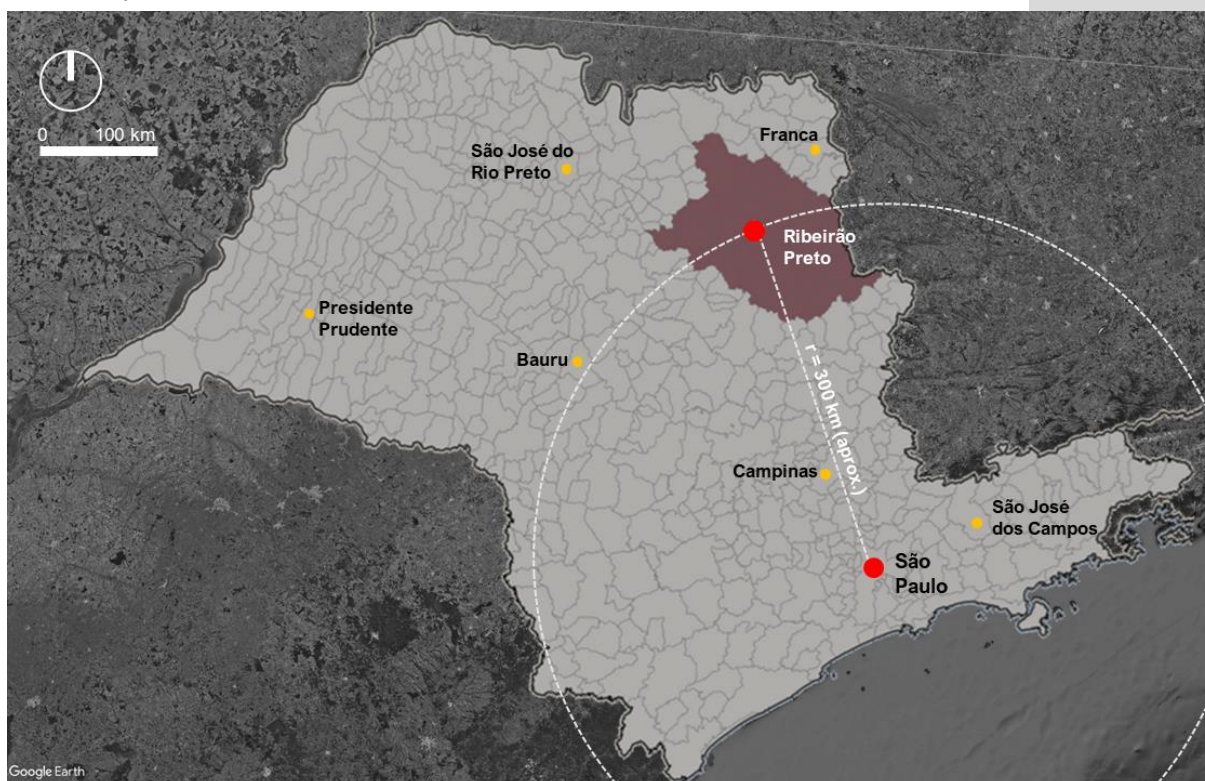 0 100 km
Franca
São José do
Rio Preto
Ribeirão
Preto
Presidente
Prudente
Bauru
r = 300 km (aprox.)
Campinas
São José
dos Campos
São
Paulo
Google Earth